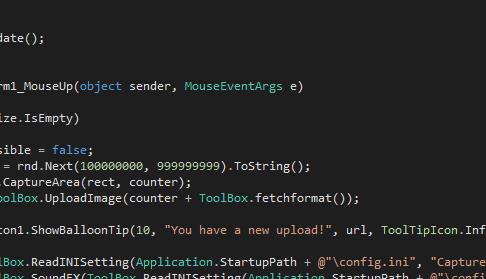 date();
rm1_MouseUp(object sender, MouseEventArgs e)
ize.IsEmpty)
sible = false;
= rnd.Next(100000000, 999999999).ToString();
.CaptureArea(rect, counter);
oolBox.UploadImage(counter + ToolBox.fetchformat());
con1.ShowBalloonTip(10, "You have a new upload!", url, ToolTipIcon.Inf
lBox.ReadINISetting(Application.StartupPath + @"\config.ini", "Capture
lBox.SoundFX(ToolBox.ReadINISetting(Application.StartupPath + @"\confi